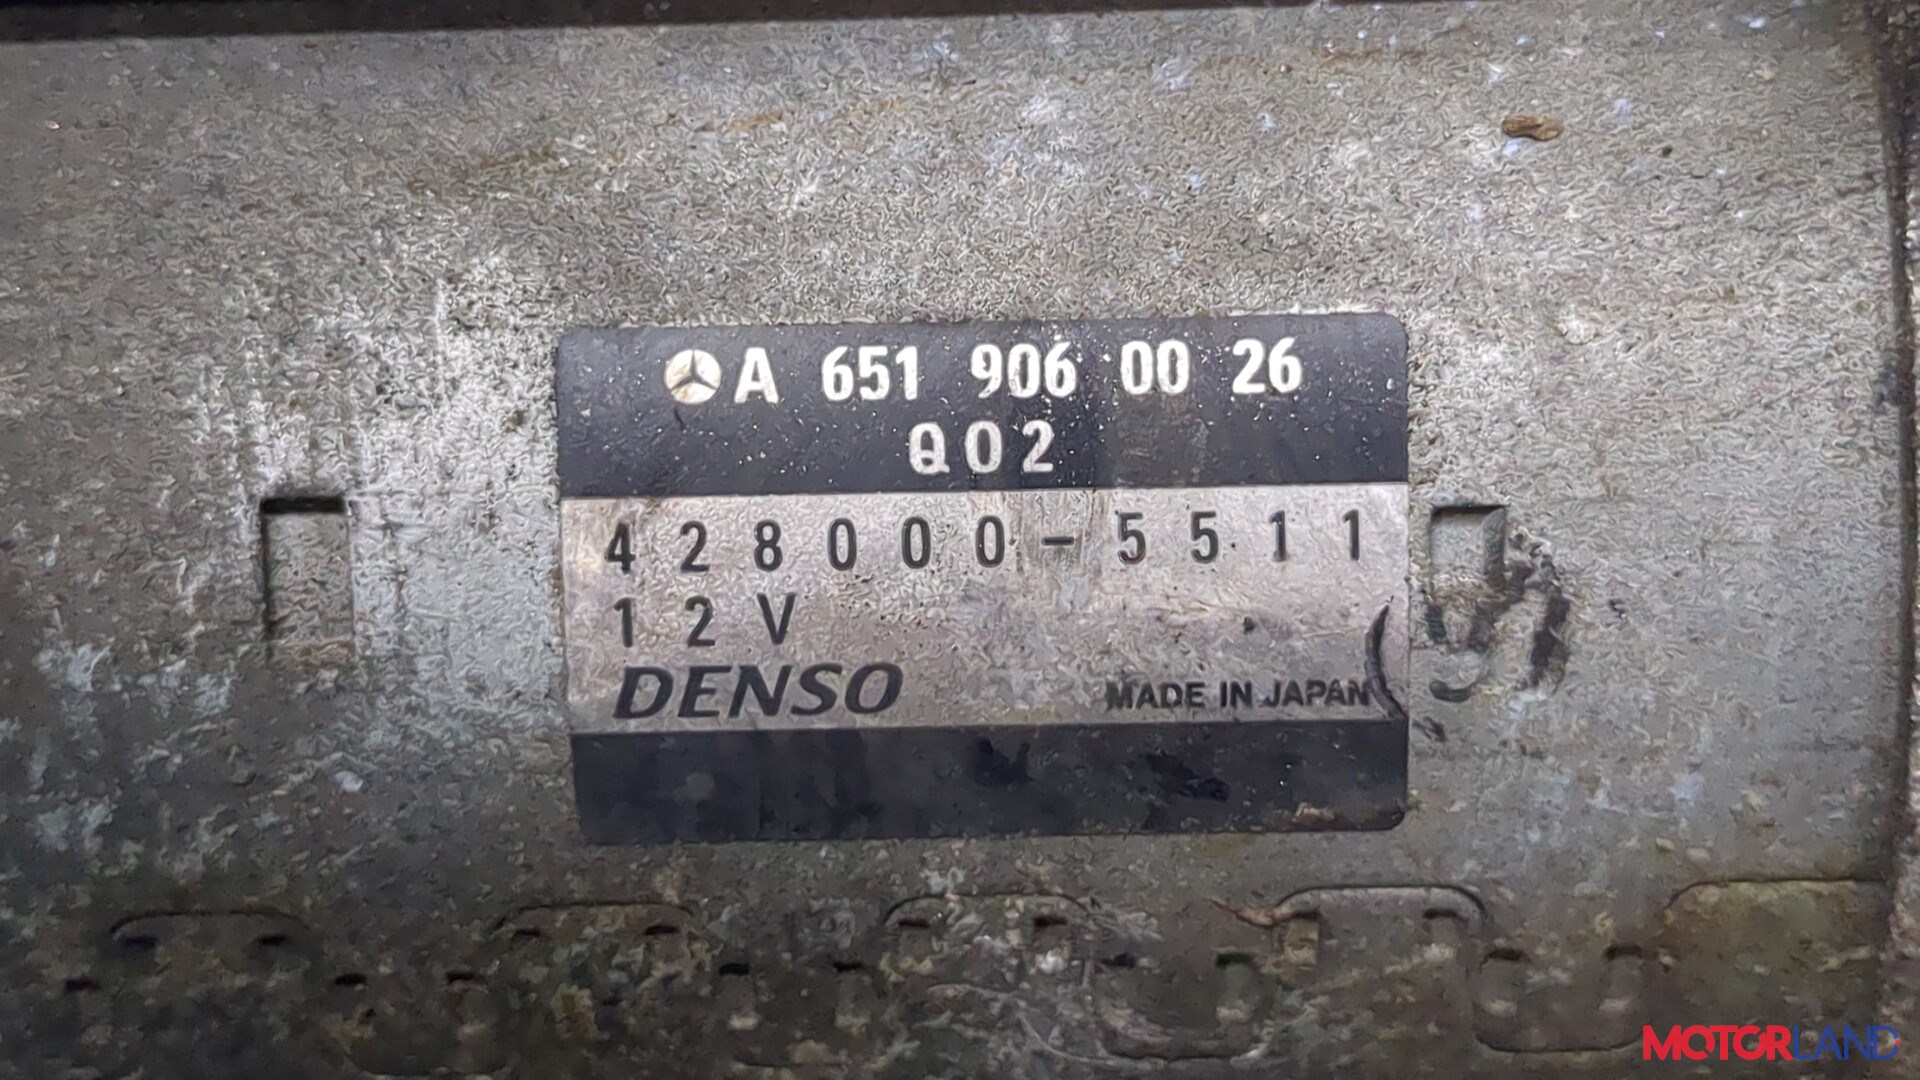 A 651 906 00 26
Q02
428000-5511
12V
DENSO
MADE IN JAPAN
MOTORLAND